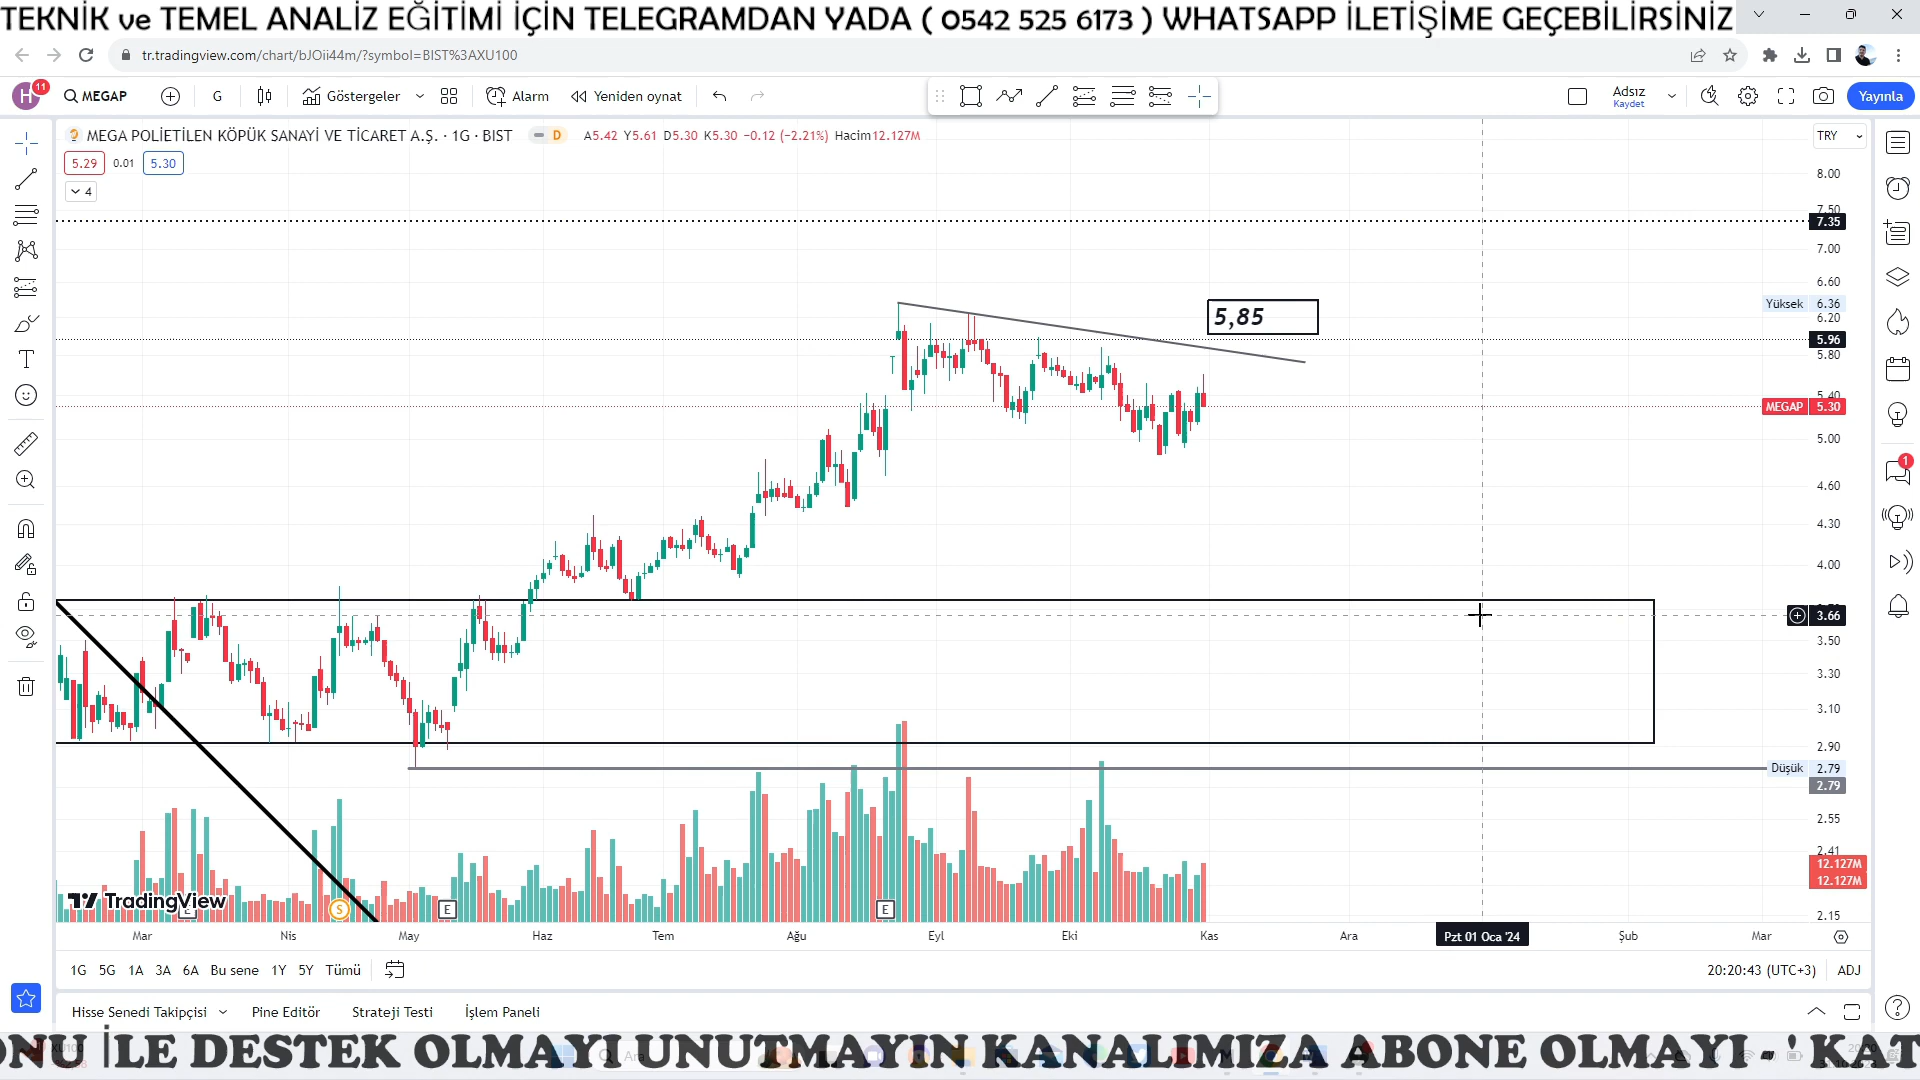 TEKNİK ve TEMEL ANALİZ EĞİTİMİ İÇİN TELEGRAMDAN YADA ( 0542 525 6173 ) WHATSAPP İLETİŞİME GEÇEBİLİRSİNİZ
tr.tradingview.com/chart/bJOii44m/?symbol=BIST%3AXU100
H 11 MEGAP G Göstergeler Alarm Yeniden oynat Adsız Kaydet Yayınla
MEGA POLİETİLEN KÖPÜK SANAYİ VE TİCARET A.Ş. · 1G · BIST D A5.42 Y5.61 D5.30 K5.30 −0.12 (−2.21%) Hacim12.127M TRY
5.29 0.01 5.30
4
8.00
7.50
7.35
7.00
6.60
Yüksek 6.36
5,85
6.20
5.96
5.80
5.40
MEGAP 5.30
5.00
4.60
4.30
4.00
3.66
3.50
3.30
3.10
2.90
Düşük 2.79
2.79
2.55
2.41
12.127M
12.127M
TradingView
E S E E
2.15
Mar Nis May Haz Tem Ağu Eyl Eki Kas Ara Pzt 01 Oca '24 Şub Mar
1G 5G 1A 3A 6A Bu sene 1Y 5Y Tümü 20:20:43 (UTC+3) ADJ
Hisse Senedi Takipçisi Pine Editör Strateji Testi İşlem Paneli
İLE DESTEK OLMAYI UNUTMAYIN KANALIMIZA ABONE OLMAYI ' KAT